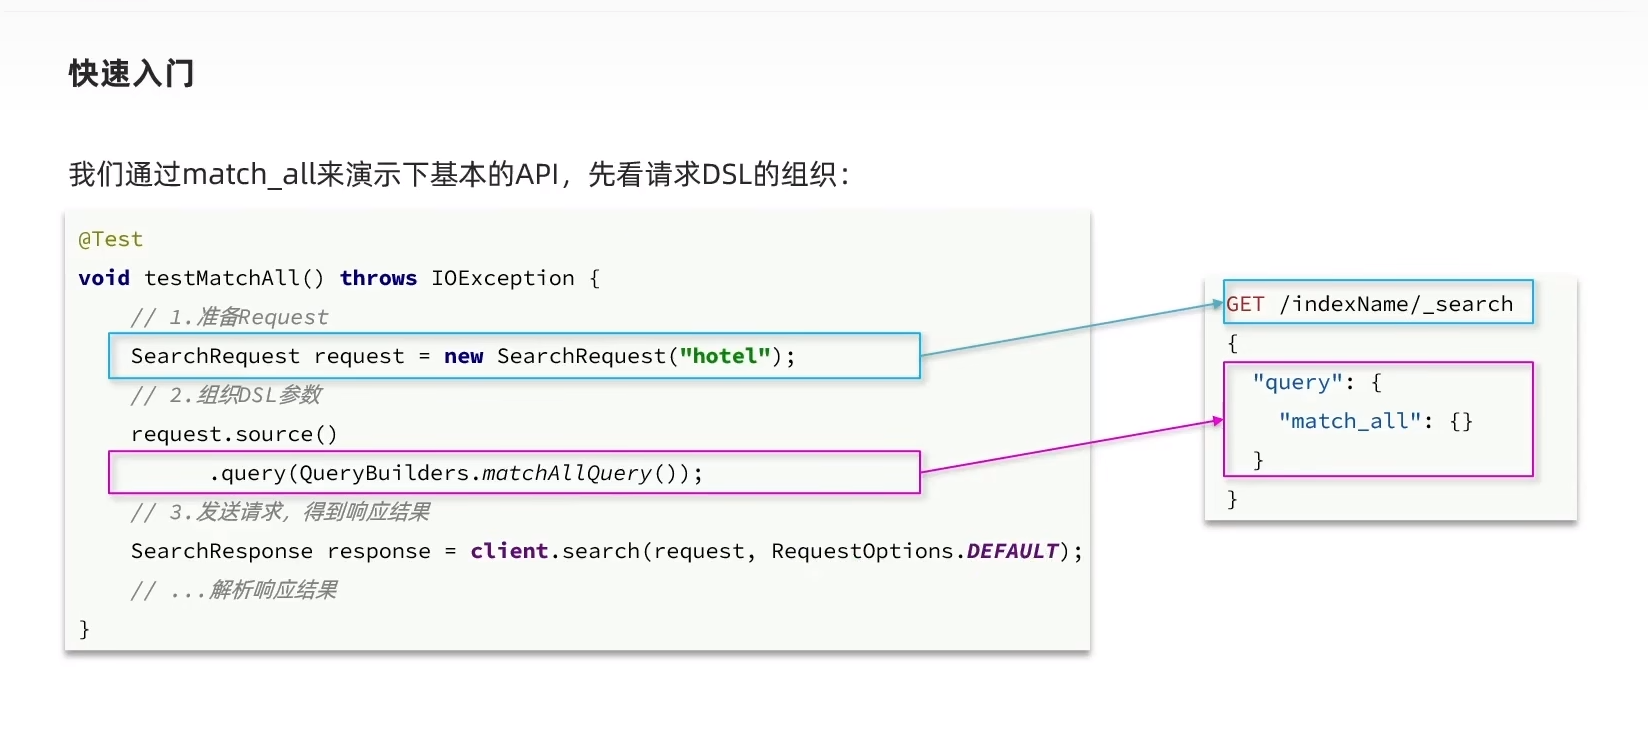 快速入门
我们通过match_all来演示下基本的API，先看请求DSL的组织：
@Test
void testMatchAll() throws IOException {
// 1.准备Request
SearchRequest request = new SearchRequest("hotel");
// 2.组织DSL参数
request.source()
.query(QueryBuilders.matchAllQuery());
// 3.发送请求，得到响应结果
SearchResponse response = client.search(request, RequestOptions.DEFAULT);
// ...解析响应结果
}
GET /indexName/_search
{
"query": {
"match_all": {}
}
}